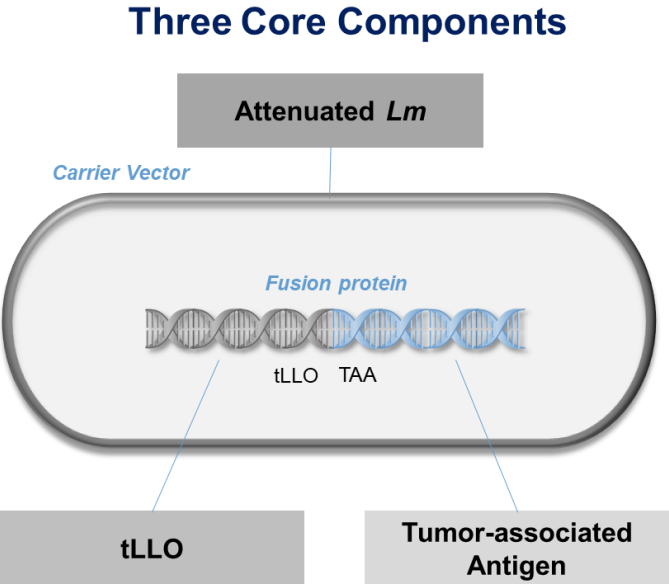 Three Core Components
Attenuated Lm
Carrier Vector
Fusion protein
tLLO TAA
tLLO
Tumor-associated
Antigen